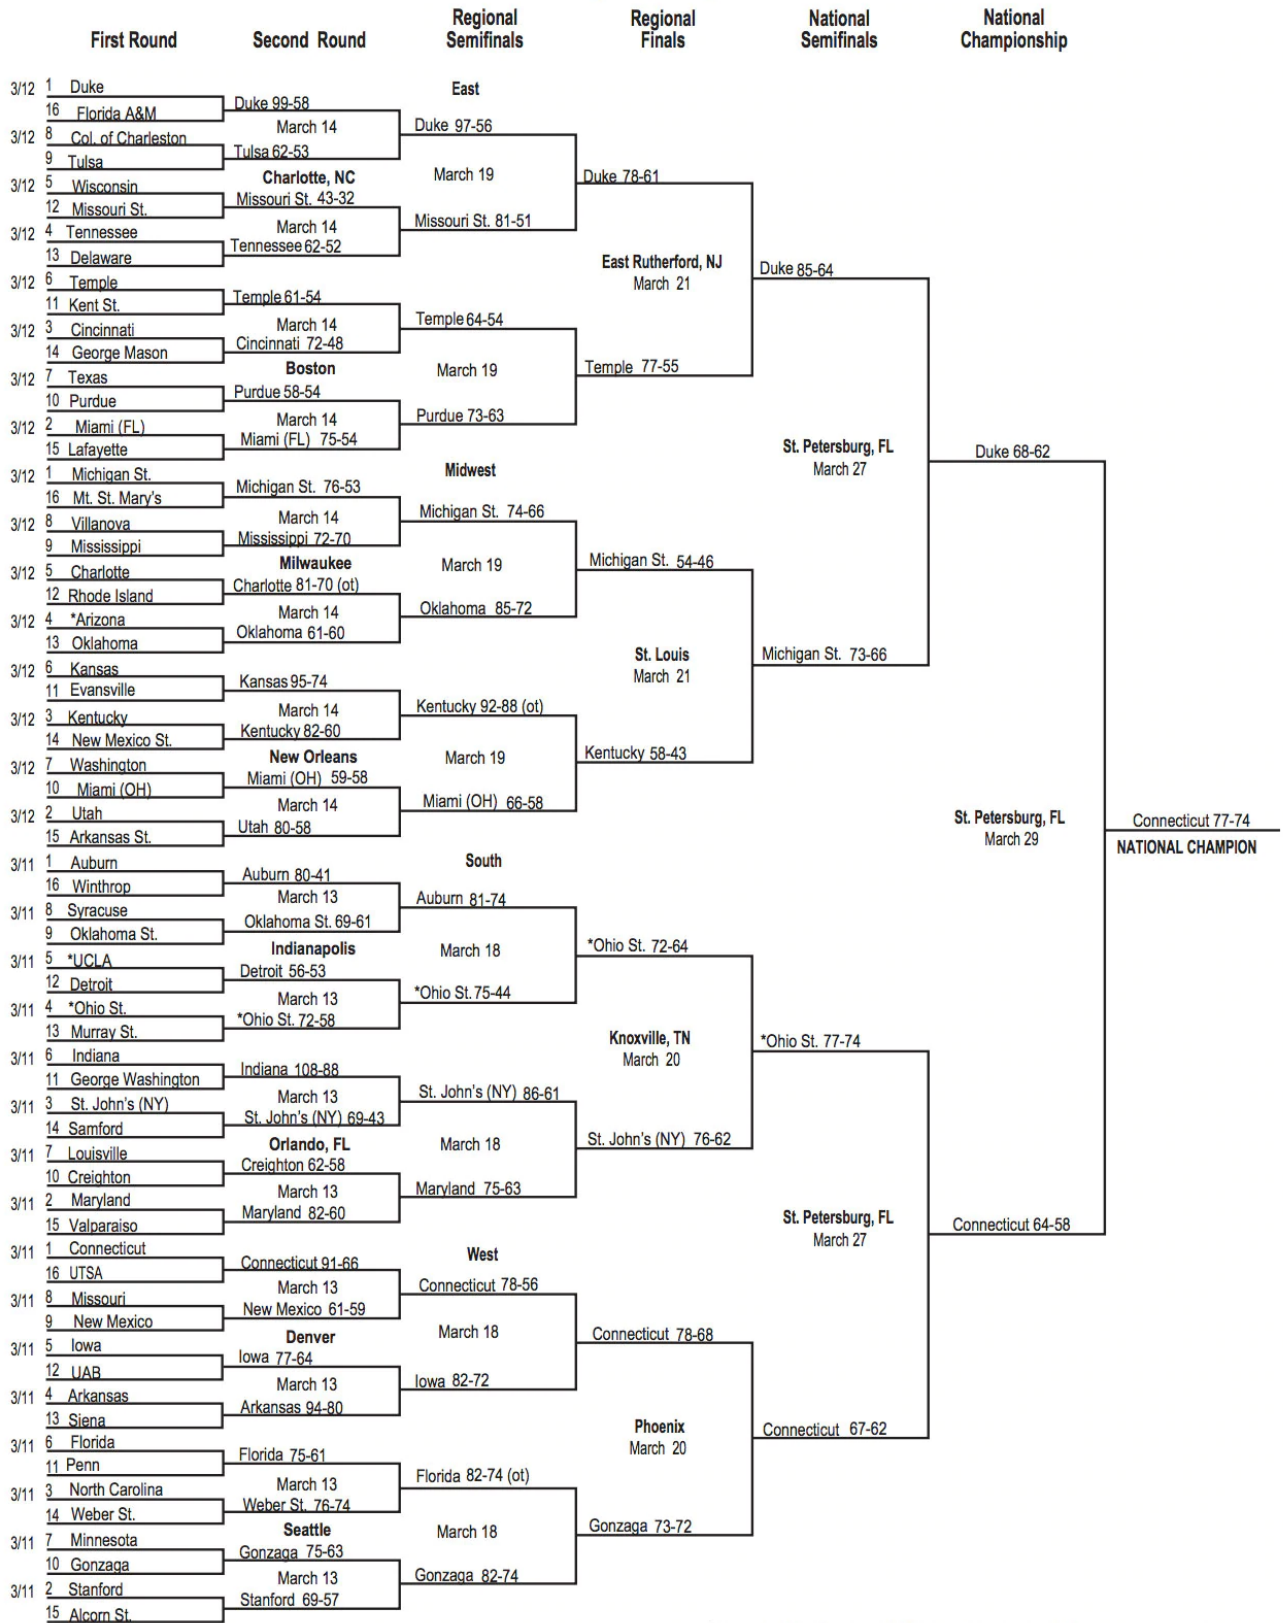 First Round
Second Round
Regional Semifinals
Regional Finals
National Semifinals
National Championship
East
3/12 1 Duke
16 Florida A&M
3/12 8 Col. of Charleston
9 Tulsa
3/12 5 Wisconsin
12 Missouri St.
3/12 4 Tennessee
13 Delaware
3/12 6 Temple
11 Kent St.
3/12 3 Cincinnati
14 George Mason
3/12 7 Texas
10 Purdue
3/12 2 Miami (FL)
15 Lafayette
Duke 99-58
March 14
Tulsa 62-53
Charlotte, NC
Missouri St. 43-32
March 14
Tennessee 62-52
Temple 61-54
March 14
Cincinnati 72-48
Boston
Purdue 58-54
March 14
Miami (FL) 75-54
Duke 97-56
March 19
Missouri St. 81-51
Temple 64-54
March 19
Purdue 73-63
Duke 78-61
East Rutherford, NJ
March 21
Temple 77-55
Midwest
3/12 1 Michigan St.
16 Mt. St. Mary's
3/12 8 Villanova
9 Mississippi
3/12 5 Charlotte
12 Rhode Island
3/12 4 *Arizona
13 Oklahoma
3/12 6 Kansas
11 Evansville
3/12 3 Kentucky
14 New Mexico St.
3/12 7 Washington
10 Miami (OH)
3/12 2 Utah
15 Arkansas St.
Michigan St. 76-53
March 14
Mississippi 72-70
Milwaukee
Charlotte 81-70 (ot)
March 14
Oklahoma 61-60
Kansas 95-74
March 14
Kentucky 82-60
New Orleans
Miami (OH) 59-58
March 14
Utah 80-58
Michigan St. 74-66
March 19
Oklahoma 85-72
Kentucky 92-88 (ot)
March 19
Miami (OH) 66-58
Michigan St. 54-46
St. Louis
March 21
Kentucky 58-43
South
3/11 1 Auburn
16 Winthrop
3/11 8 Syracuse
9 Oklahoma St.
3/11 5 *UCLA
12 Detroit
3/11 4 *Ohio St.
13 Murray St.
3/11 6 Indiana
11 George Washington
3/11 3 St. John's (NY)
14 Samford
3/11 7 Louisville
10 Creighton
3/11 2 Maryland
15 Valparaiso
Auburn 80-41
March 13
Oklahoma St. 69-61
Indianapolis
Detroit 56-53
March 13
*Ohio St. 72-58
Indiana 108-88
March 13
St. John's (NY) 69-43
Orlando, FL
Creighton 62-58
March 13
Maryland 82-60
Auburn 81-74
March 18
*Ohio St. 75-44
St. John's (NY) 86-61
March 18
Maryland 75-63
*Ohio St. 72-64
Knoxville, TN
March 20
St. John's (NY) 76-62
West
3/11 1 Connecticut
16 UTSA
3/11 8 Missouri
9 New Mexico
3/11 5 Iowa
12 UAB
3/11 4 Arkansas
13 Siena
3/11 6 Florida
11 Penn
3/11 3 North Carolina
14 Weber St.
3/11 7 Minnesota
10 Gonzaga
3/11 2 Stanford
15 Alcorn St.
Connecticut 91-66
March 13
New Mexico 61-59
Denver
Iowa 77-64
March 13
Arkansas 94-80
Florida 75-61
March 13
Weber St. 76-74
Seattle
Gonzaga 75-63
March 13
Stanford 69-57
Connecticut 78-56
March 18
Iowa 82-72
Florida 82-74 (ot)
March 18
Gonzaga 82-74
Connecticut 78-68
Phoenix
March 20
Gonzaga 73-72
Duke 85-64
St. Petersburg, FL
March 27
Michigan St. 73-66
*Ohio St. 77-74
St. Petersburg, FL
March 27
Connecticut 67-62
Duke 68-62
St. Petersburg, FL
March 29
Connecticut 64-58
Connecticut 77-74
NATIONAL CHAMPION